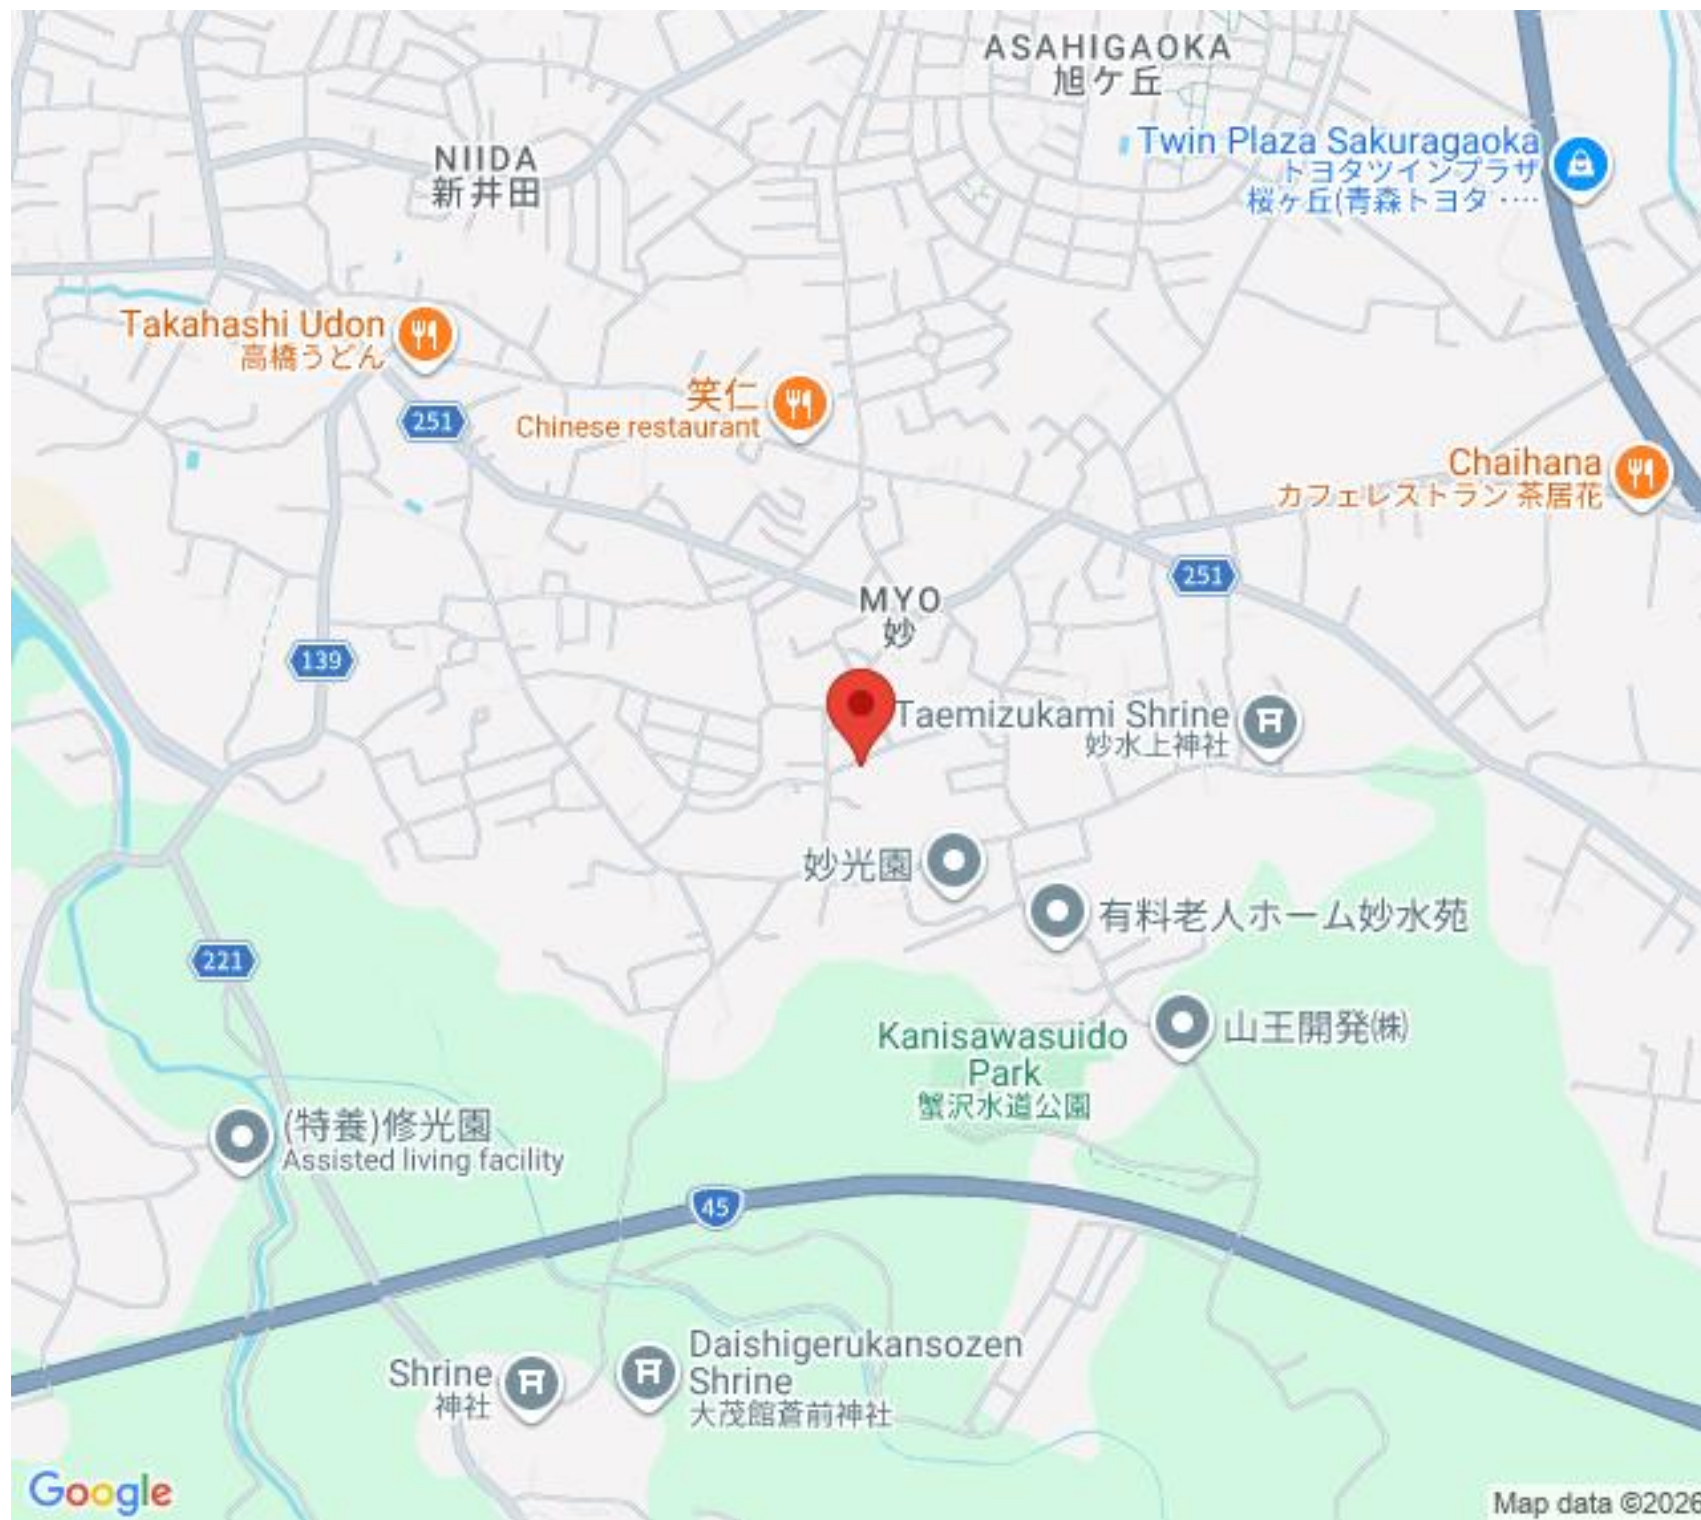 ASAHIGAOKA
旭ケ丘
Twin Plaza Sakuragaoka
トヨタツインプラザ
桜ヶ丘(青森トヨタ・…
NIIDA
新井田
Takahashi Udon
高橋うどん
笑仁
Chinese restaurant
251
Chaihana
カフェレストラン 茶居花
251
MYO
妙
139
Taemizukami Shrine
妙水上神社
妙光園
有料老人ホーム妙水苑
221
山王開発㈱
Kanisawasuido
Park
蟹沢水道公園
(特養)修光園
Assisted living facility
45
Daishigerukansozen
Shrine
大茂館蒼前神社
Shrine
神社
Google
Map data ©2026